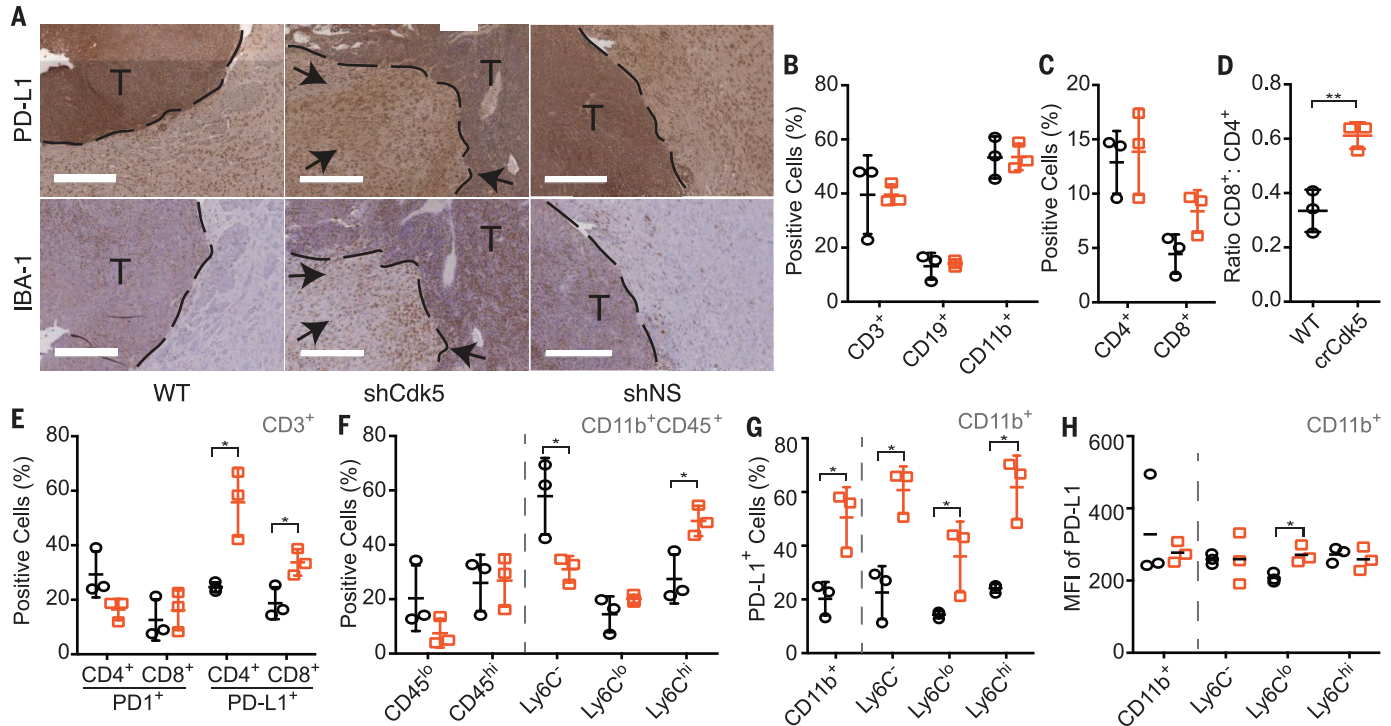 A
PD-L1
T
T
T
IBA-1
T
T
T
WT
shCdk5
shNS
B
Positive Cells (%)
80
60
40
20
0
CD3⁺
CD19⁺
CD11b⁺
C
Positive Cells (%)
20
15
10
5
0
CD4⁺
CD8⁺
D
Ratio CD8⁺: CD4⁺
0.8
0.6
0.4
0.2
0.0
**
WT
crCdk5
E
CD3⁺
Positive Cells (%)
80
60
40
20
0
*
*
CD4⁺ CD8⁺ CD4⁺ CD8⁺
PD1⁺ PD-L1⁺
F
CD11b⁺CD45⁺
Positive Cells (%)
80
60
40
20
0
*
*
CD45ˡᵒ
CD45ʰⁱ
Ly6C⁻
Ly6Cˡᵒ
Ly6Cʰⁱ
G
CD11b⁺
PD-L1⁺ Cells (%)
80
60
40
20
0
*
*
*
*
CD11b⁺
Ly6C⁻
Ly6Cˡᵒ
Ly6Cʰⁱ
H
CD11b⁺
MFI of PD-L1
600
400
200
0
*
CD11b⁺
Ly6C⁻
Ly6Cˡᵒ
Ly6Cʰⁱ